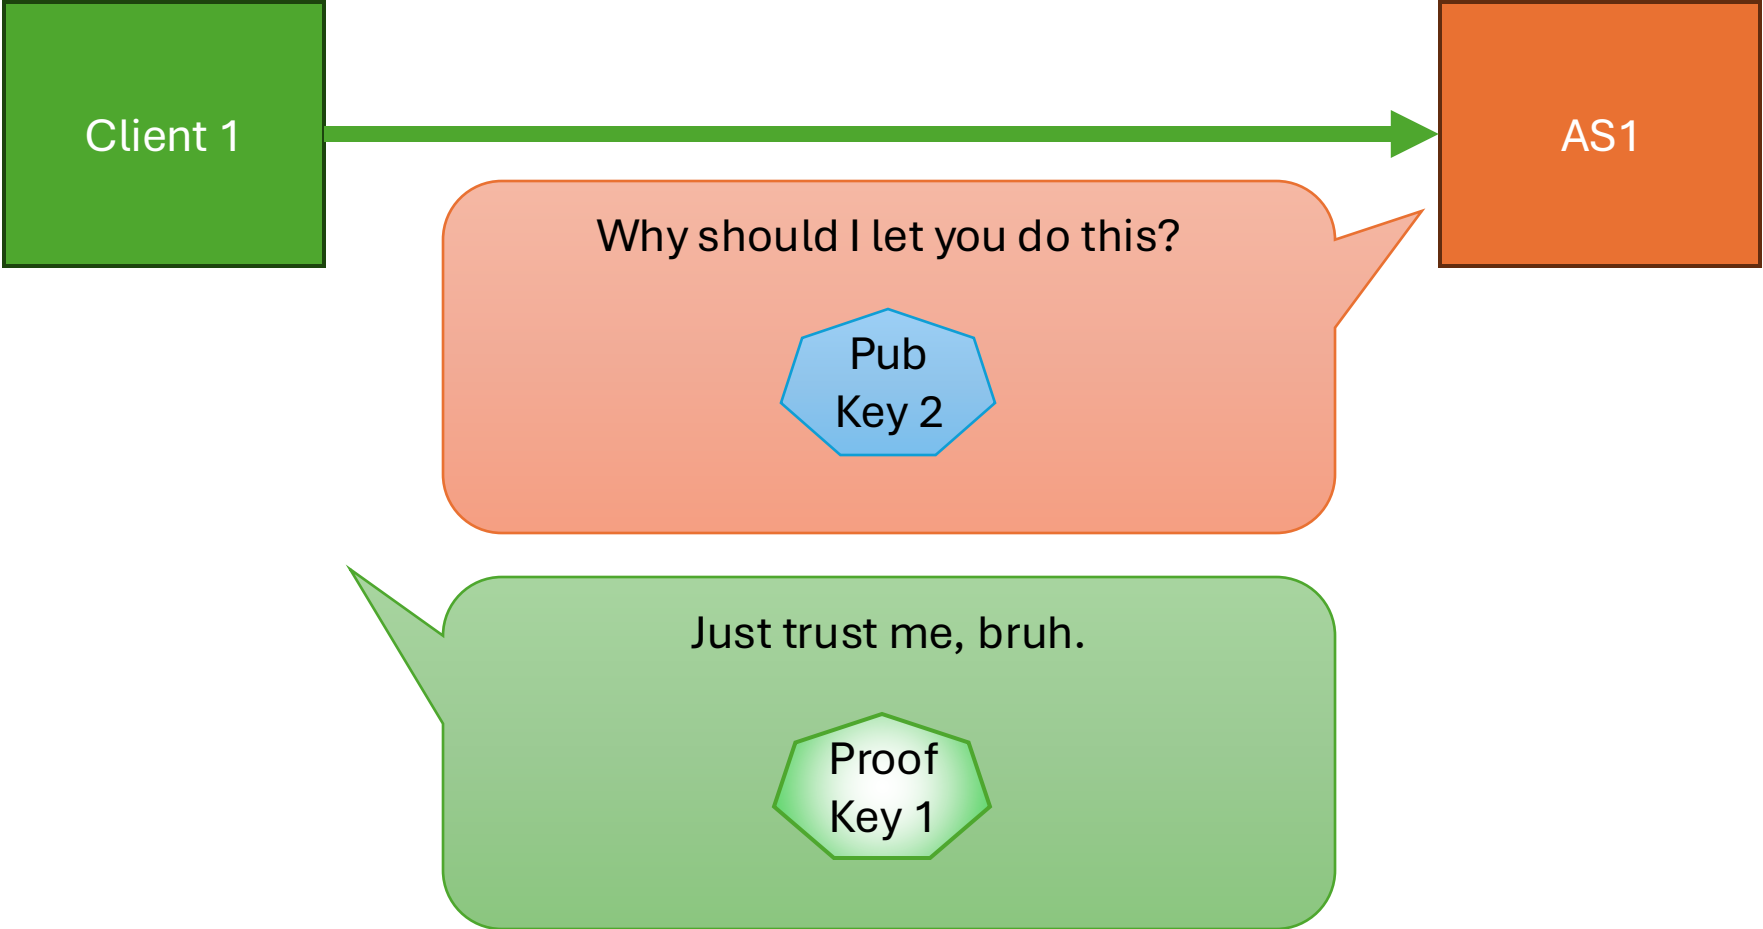 Client 1
AS1
Why should I let you do this?
Pub
Key 2
Just trust me, bruh.
Proof
Key 1